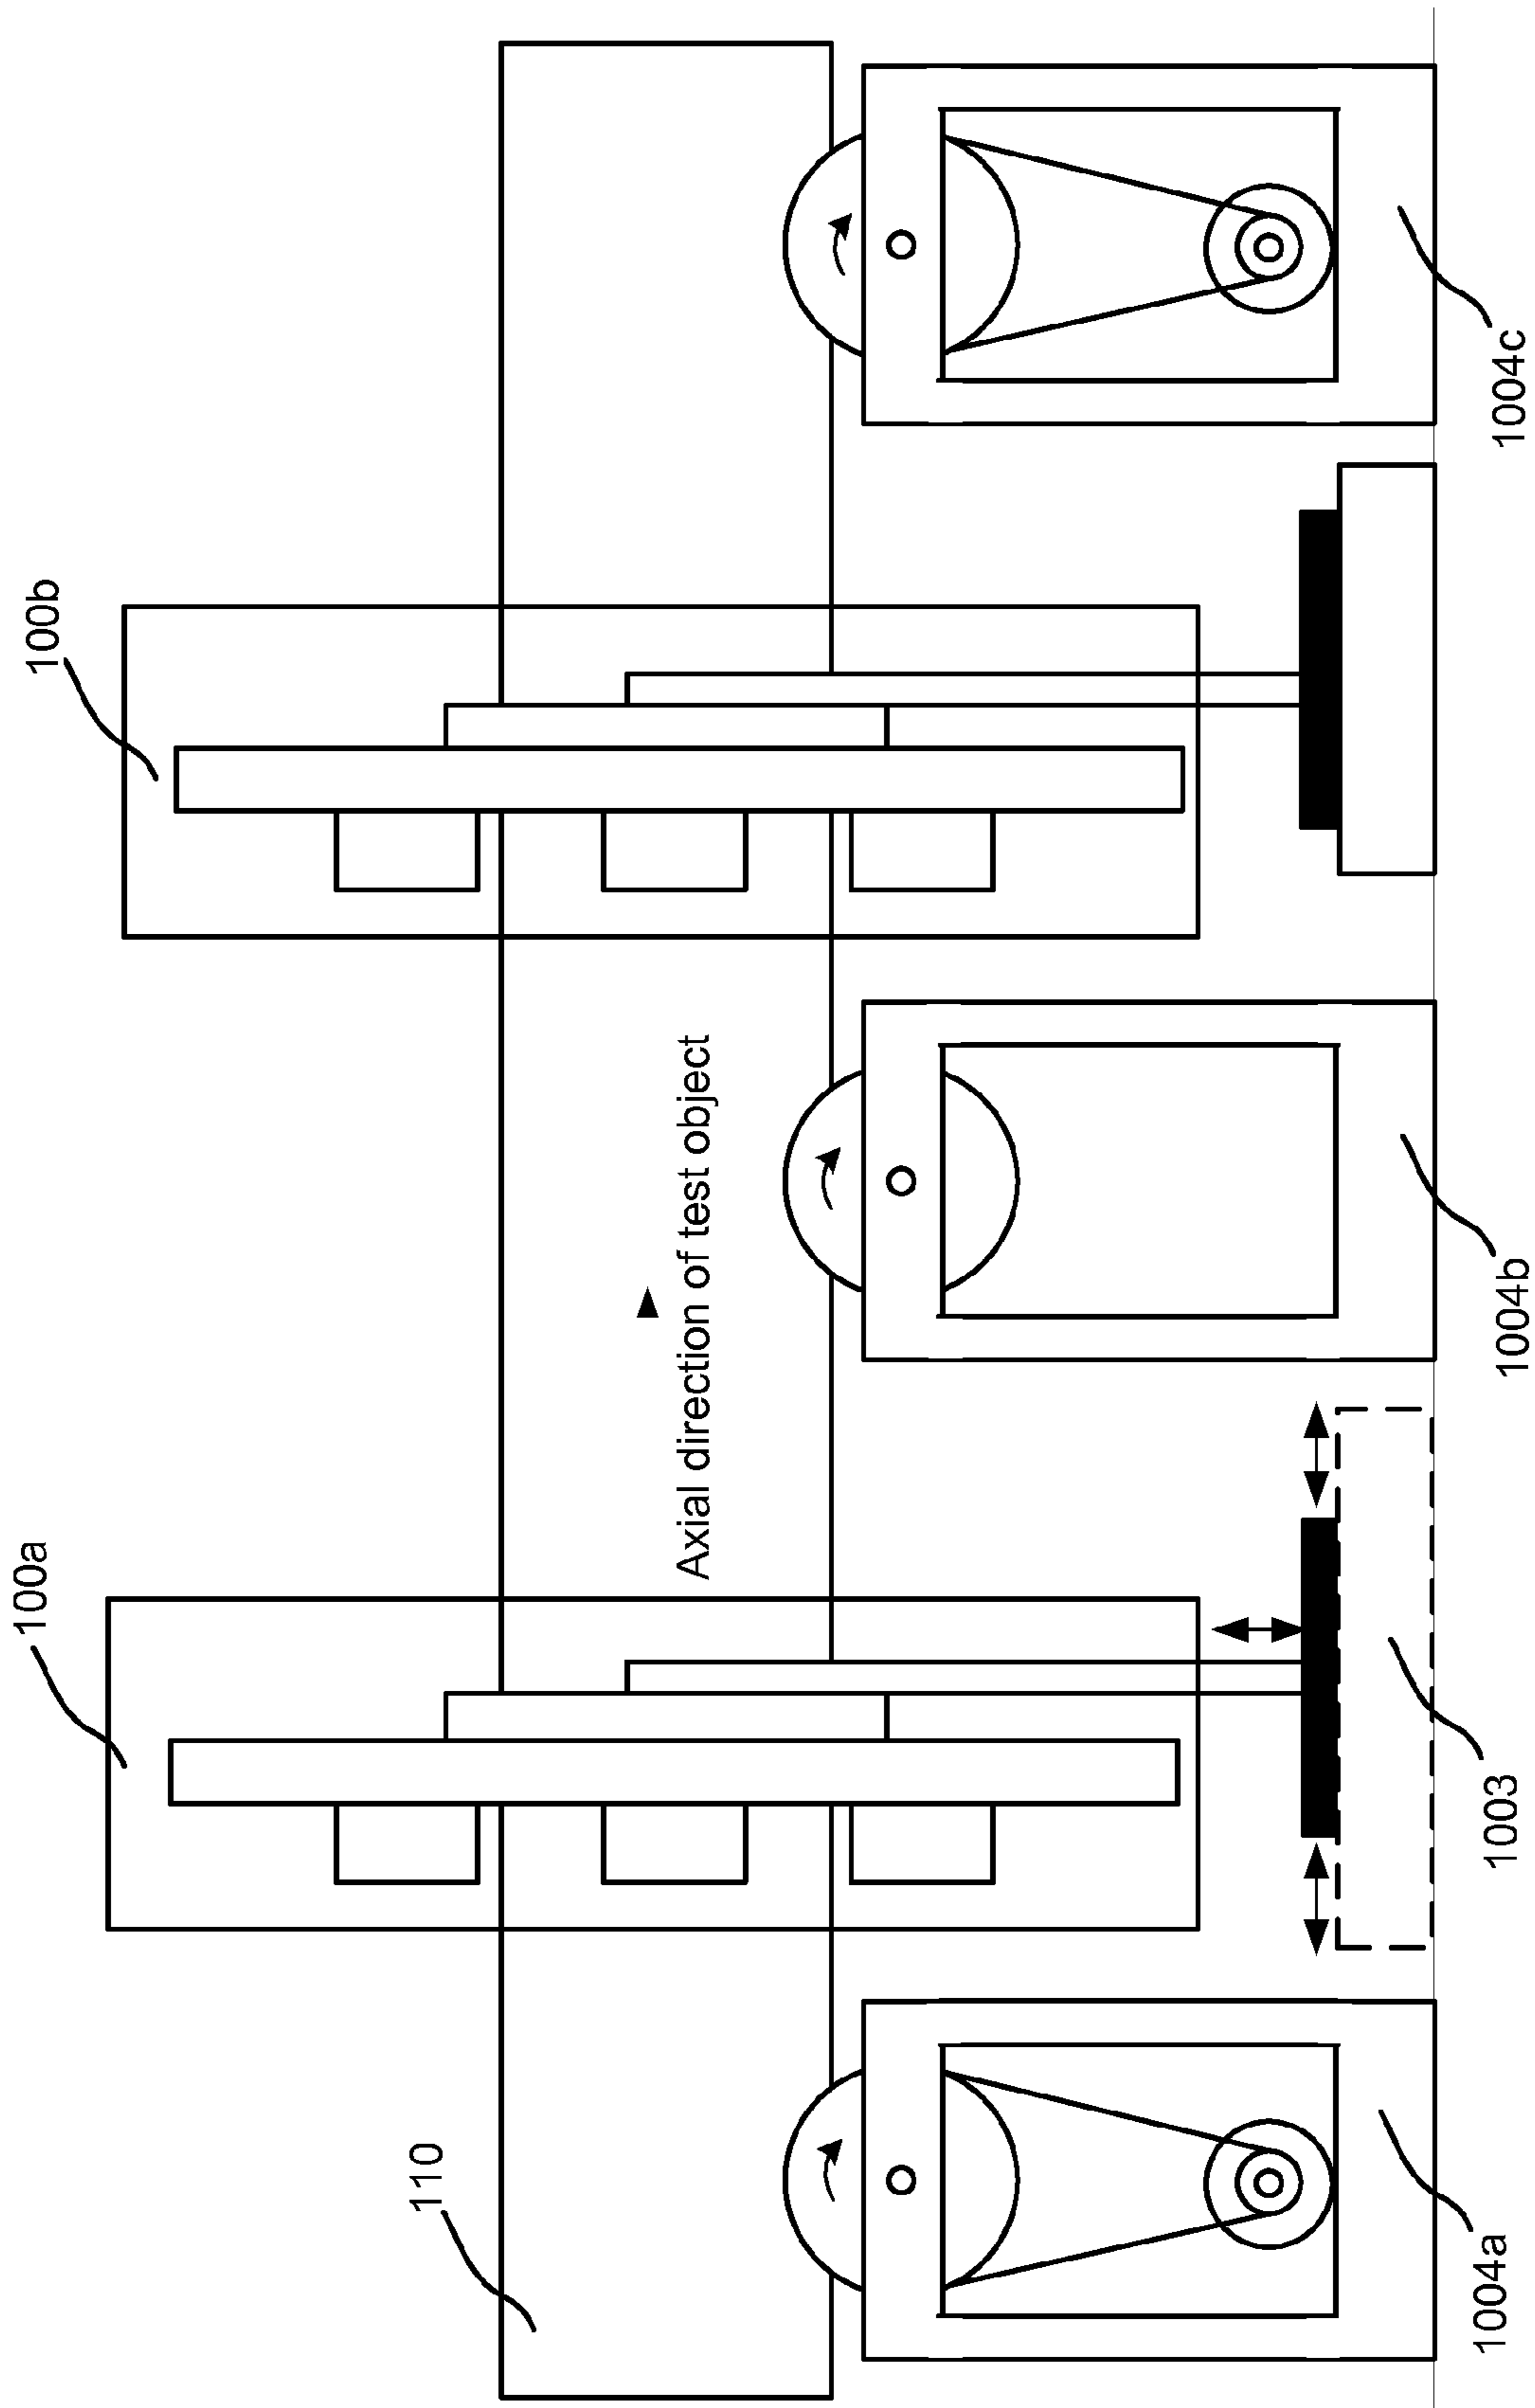 100a
100b
110
Axial direction of test object
1004a
1003
1004b
1004c